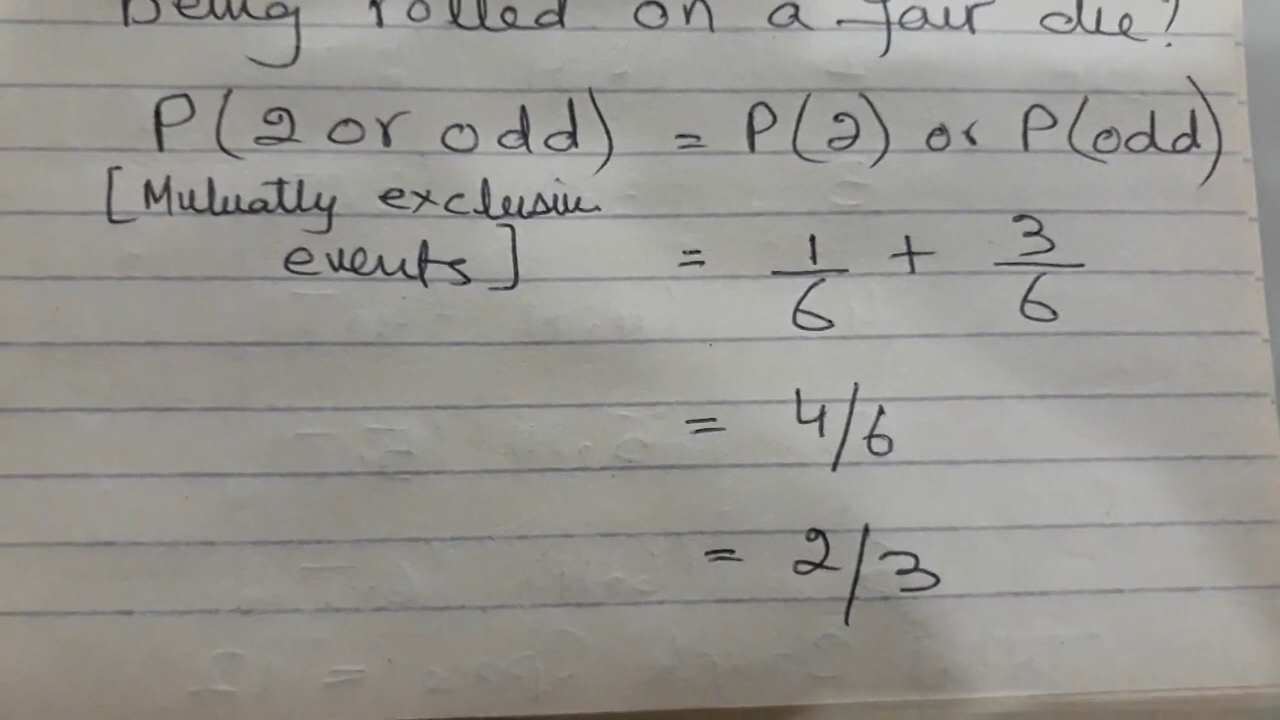 Being rolled on a fair die?
P(2 or odd) = P(2) or P(odd)
[Mutually exclusive
events] = 1/6 + 3/6
= 4/6
= 2/3